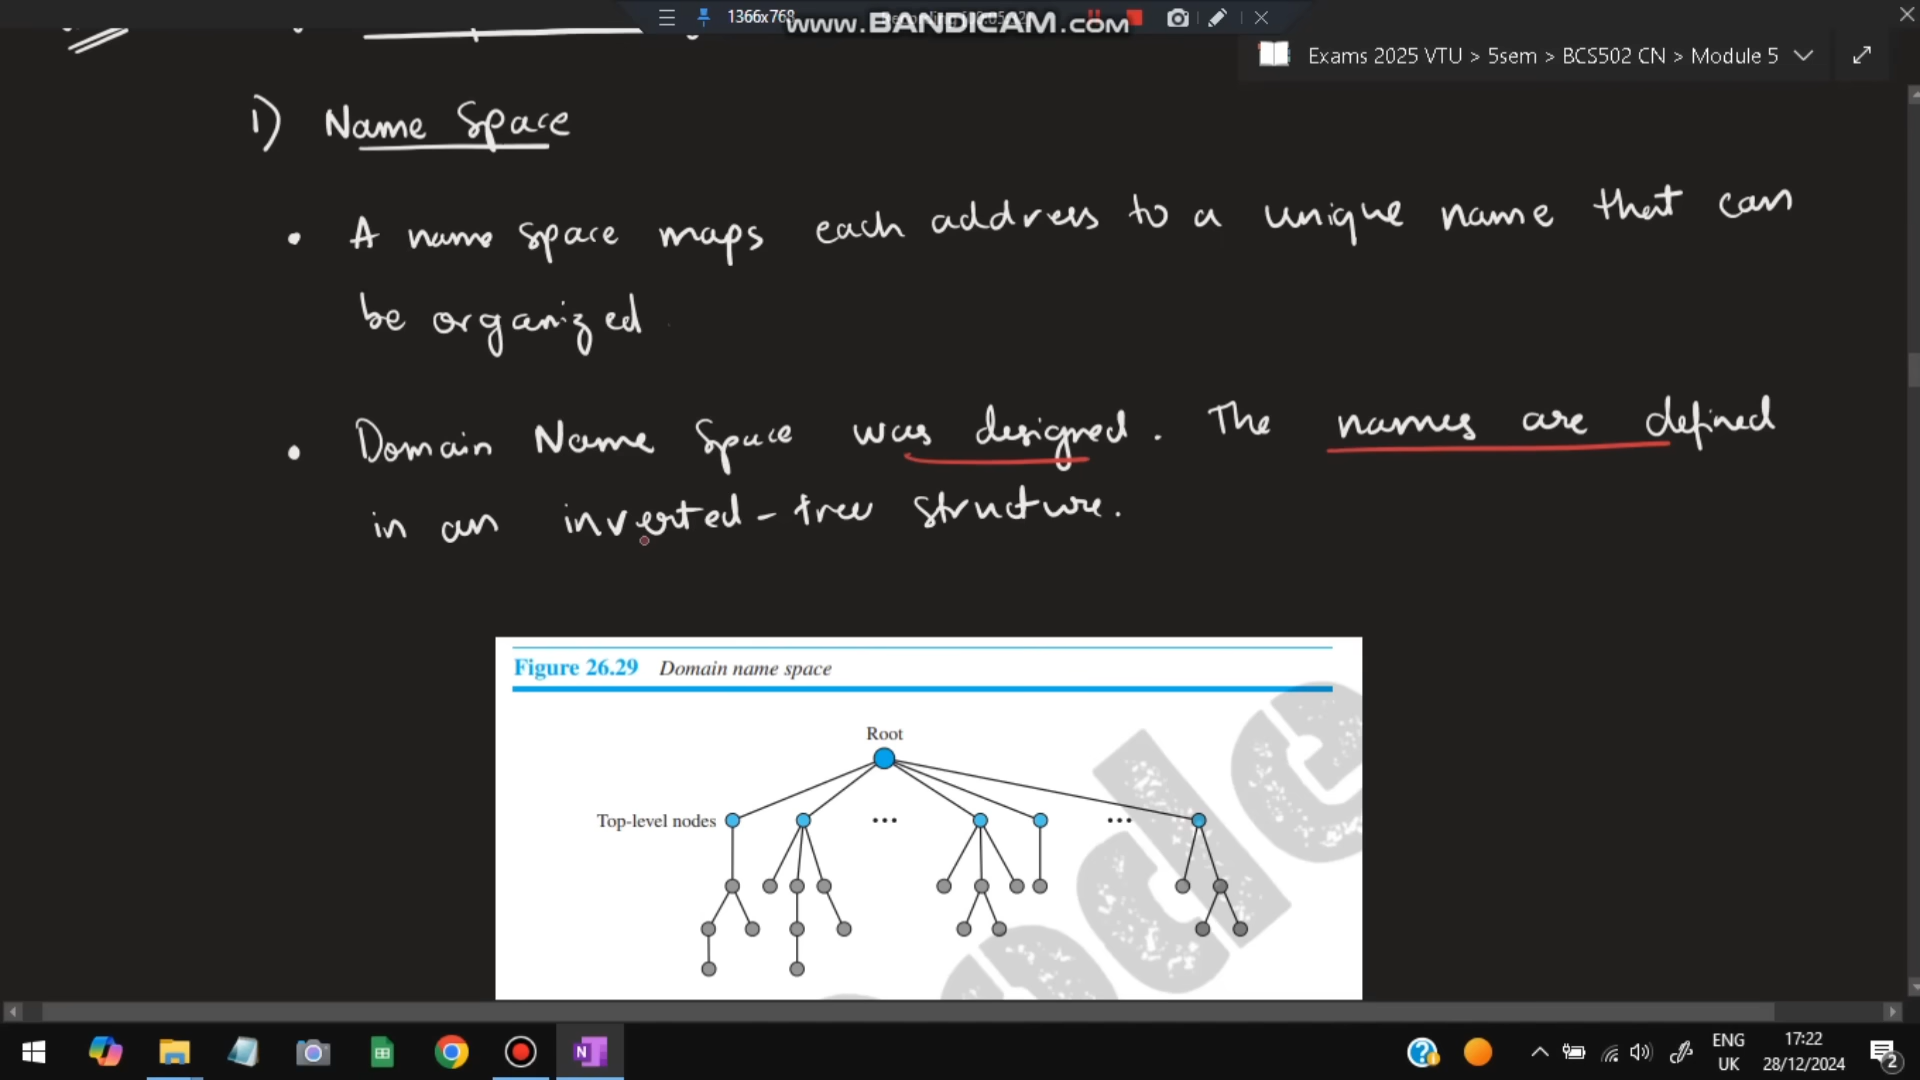 1366x768
www.BANDICAM.com
Exams 2025 VTU > 5sem > BCS502 CN > Module 5
1) Name Space
• A name space maps each address to a unique name that can
be organized
• Domain Name Space was designed. The names are defined
in an inverted-tree structure.
Figure 26.29 Domain name space
Root
Top-level nodes
... ...
ENG
UK
17:22
28/12/2024
2